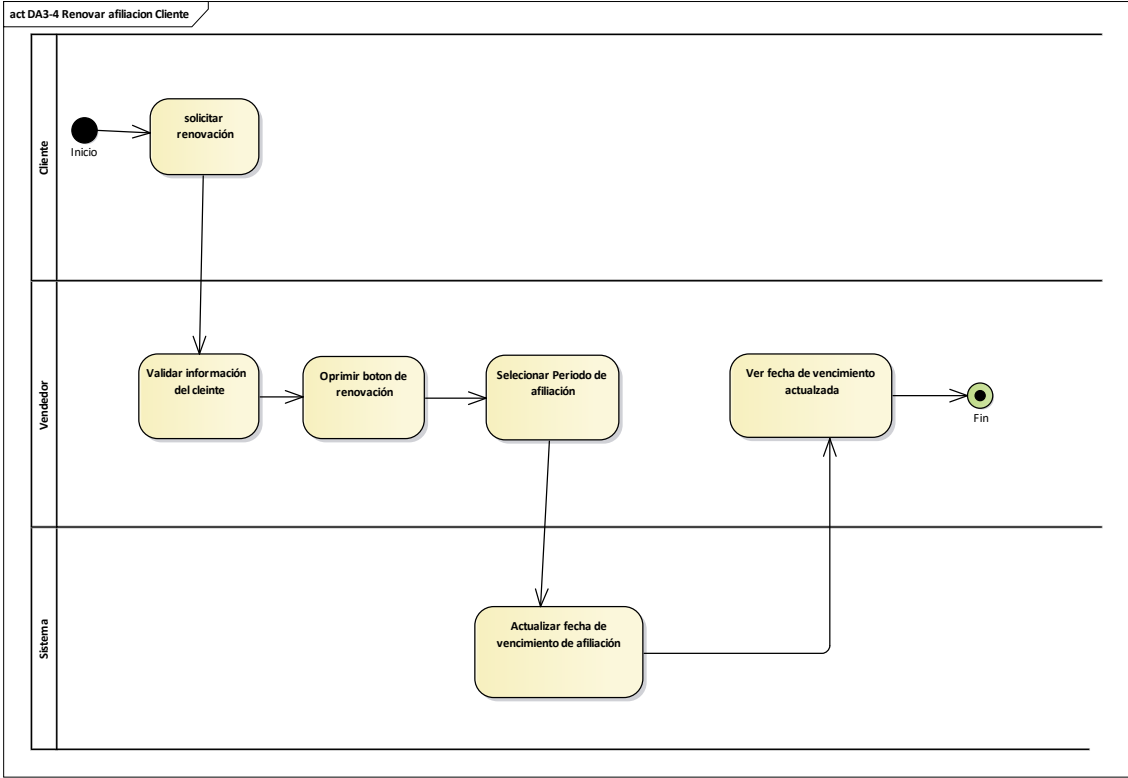 act DA3-4 Renovar afiliacion Cliente
Cliente
Inicio
solicitar
renovación
Vendedor
Validar información
del cleinte
Oprimir boton de
renovación
Selecionar Periodo de
afiliación
Ver fecha de vencimiento
actualzada
Fin
Sistema
Actualizar fecha de
vencimiento de afiliación